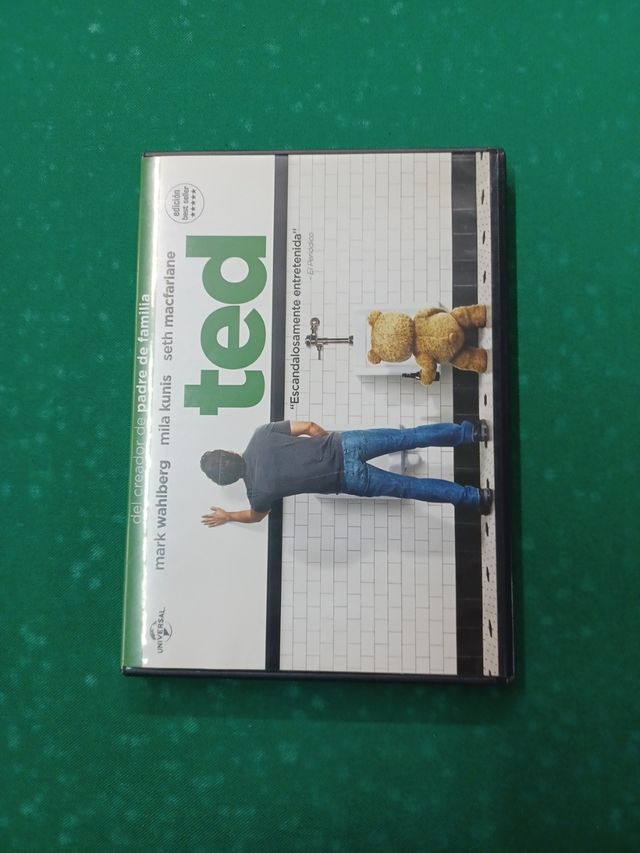 del creador de padre de familia
mark wahlberg mila kunis seth macfarlane
edición
best seller
ted
"Escandalosamente entretenida"
- El Periódico
UNIVERSAL